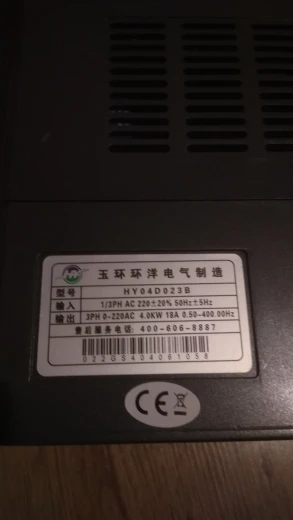 玉环环洋电气制造
型号 HY04D023B
输入 1/3PH AC 220±20% 50Hz±5Hz
输出 3PH 0-220AC 4.0KW 18A 0.50-400.00Hz
售后服务电话: 400-606-8887
022GS404061058
CE